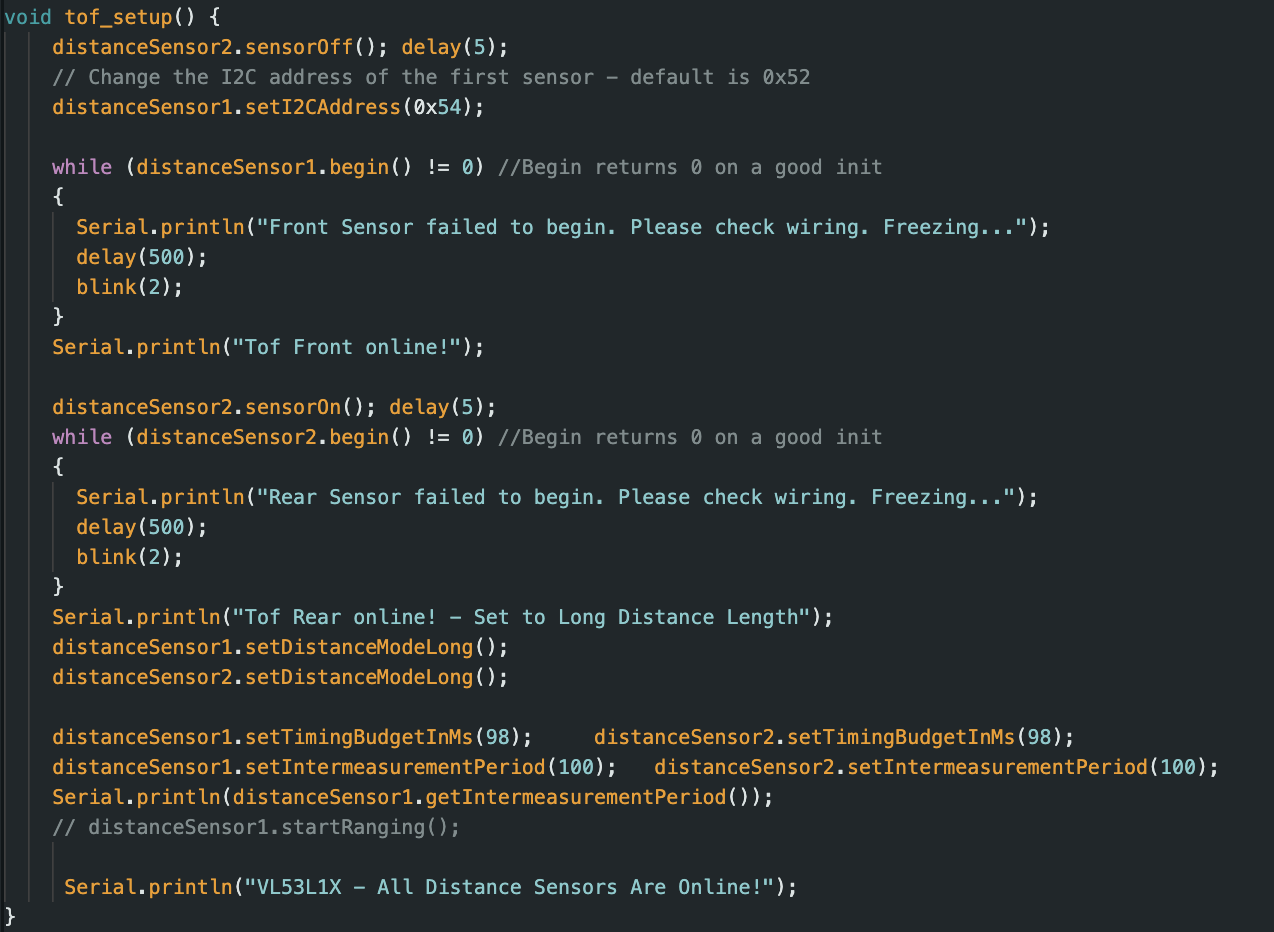 void tof_setup() {
    distanceSensor2.sensorOff(); delay(5);
    // Change the I2C address of the first sensor – default is 0x52
    distanceSensor1.setI2CAddress(0x54);

    while (distanceSensor1.begin() != 0) //Begin returns 0 on a good init
    {
      Serial.println("Front Sensor failed to begin. Please check wiring. Freezing...");
      delay(500);
      blink(2);
    }
    Serial.println("Tof Front online!");

    distanceSensor2.sensorOn(); delay(5);
    while (distanceSensor2.begin() != 0) //Begin returns 0 on a good init
    {
      Serial.println("Rear Sensor failed to begin. Please check wiring. Freezing...");
      delay(500);
      blink(2);
    }
    Serial.println("Tof Rear online! – Set to Long Distance Length");
    distanceSensor1.setDistanceModeLong();
    distanceSensor2.setDistanceModeLong();

    distanceSensor1.setTimingBudgetInMs(98);     distanceSensor2.setTimingBudgetInMs(98);
    distanceSensor1.setIntermeasurementPeriod(100);   distanceSensor2.setIntermeasurementPeriod(100);
    Serial.println(distanceSensor1.getIntermeasurementPeriod());
    // distanceSensor1.startRanging();

     Serial.println("VL53L1X – All Distance Sensors Are Online!");
}